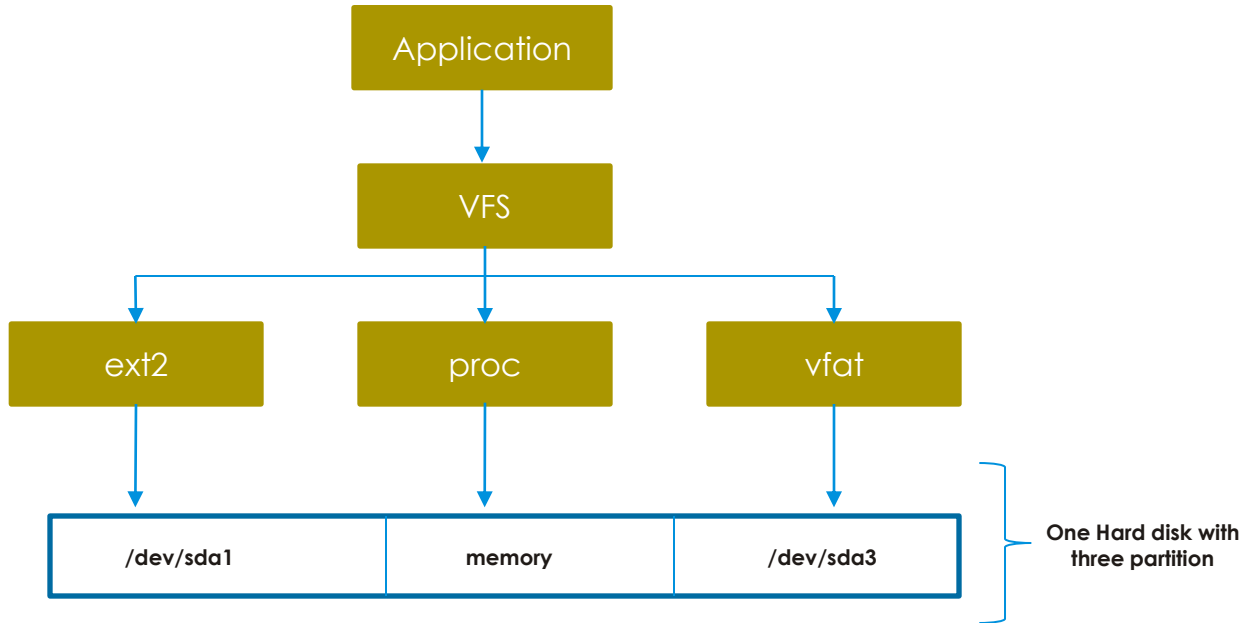 Application
VFS
ext2
proc
vfat
/dev/sda1
memory
/dev/sda3
One Hard disk with
three partition